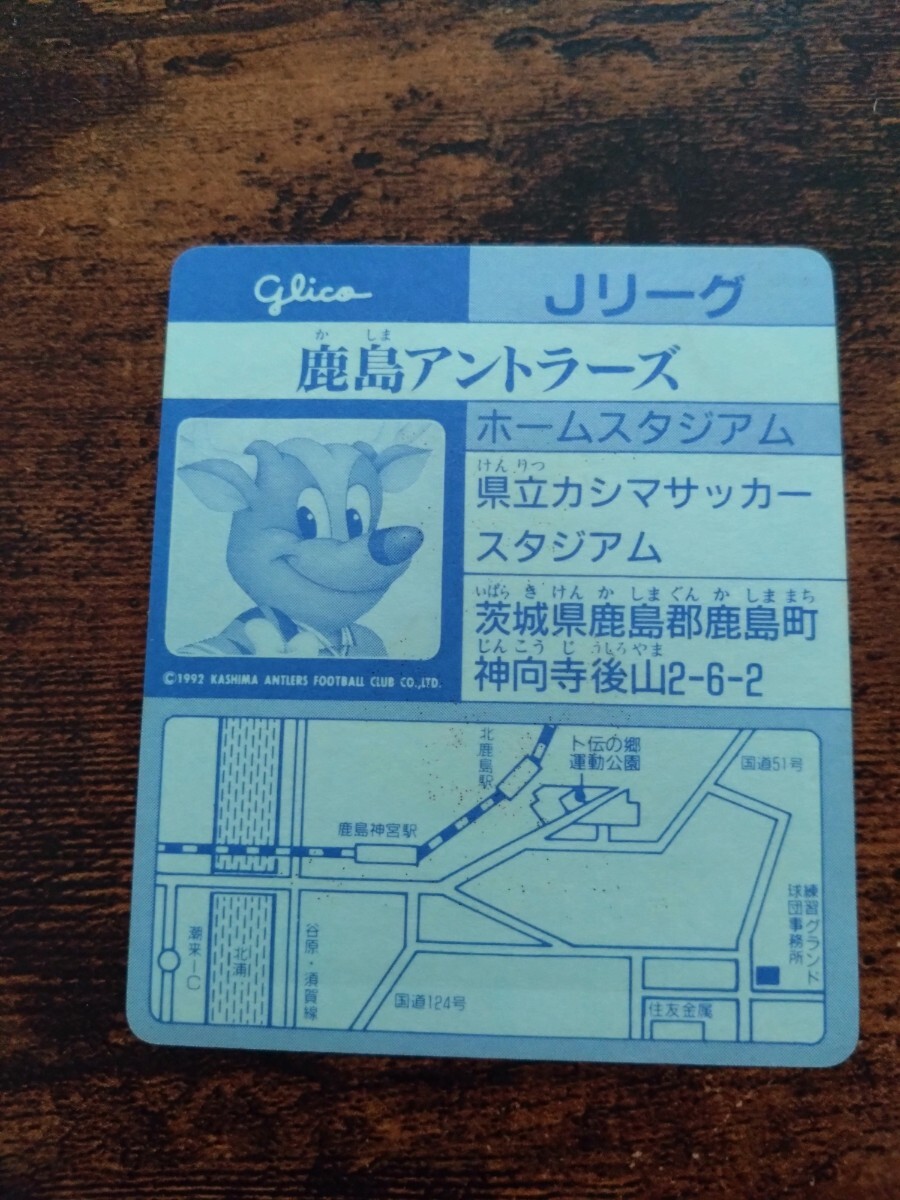 Glico
Jリーグ
か しま
鹿島アントラーズ
ホームスタジアム
けん りつ
県立カシマサッカー
スタジアム
いばら き けん か しま ぐん か しま まち
茨城県鹿島郡鹿島町
じん こう じ うしろ やま
神向寺後山2-6-2
©1992 KASHIMA ANTLERS FOOTBALL CLUB CO.,LTD.
北鹿島駅
卜伝の郷
運動公園
国道51号
鹿島神宮駅
練習グランド
球団事務所
潮来IC
北浦
谷原・須賀線
国道124号
住友金属